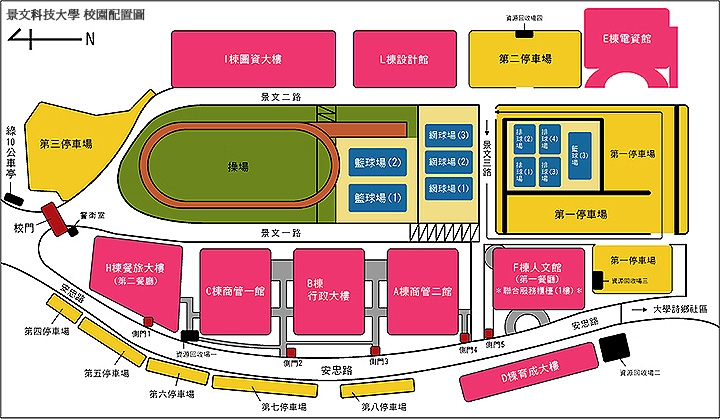 景文科技大學 校園配置圖
N
I棟圖資大樓
L棟設計館
資源回收場四
第二停車場
E棟電資館
景文二路
第三停車場
綠10公車亭
校門
警衛室
操場
籃球場(2)
籃球場(1)
網球場(3)
網球場(2)
網球場(1)
景文三路
排球場(2)
排球場(4)
排球場(1)
排球場(3)
籃球場(3)
第一停車場
第一停車場
景文一路
H棟餐旅大樓
(第二餐廳)
C棟商管一館
B棟
行政大樓
A棟商管二館
F棟人文館
(第一餐廳)
*聯合服務櫃檯(1樓)*
第一停車場
資源回收場三
安忠路
側門1
資源回收場一
側門2
側門3
側門4
側門5
安忠路
安忠路
大學詩鄉社區
第四停車場
第五停車場
第六停車場
第七停車場
第八停車場
D棟育成大樓
資源回收場二